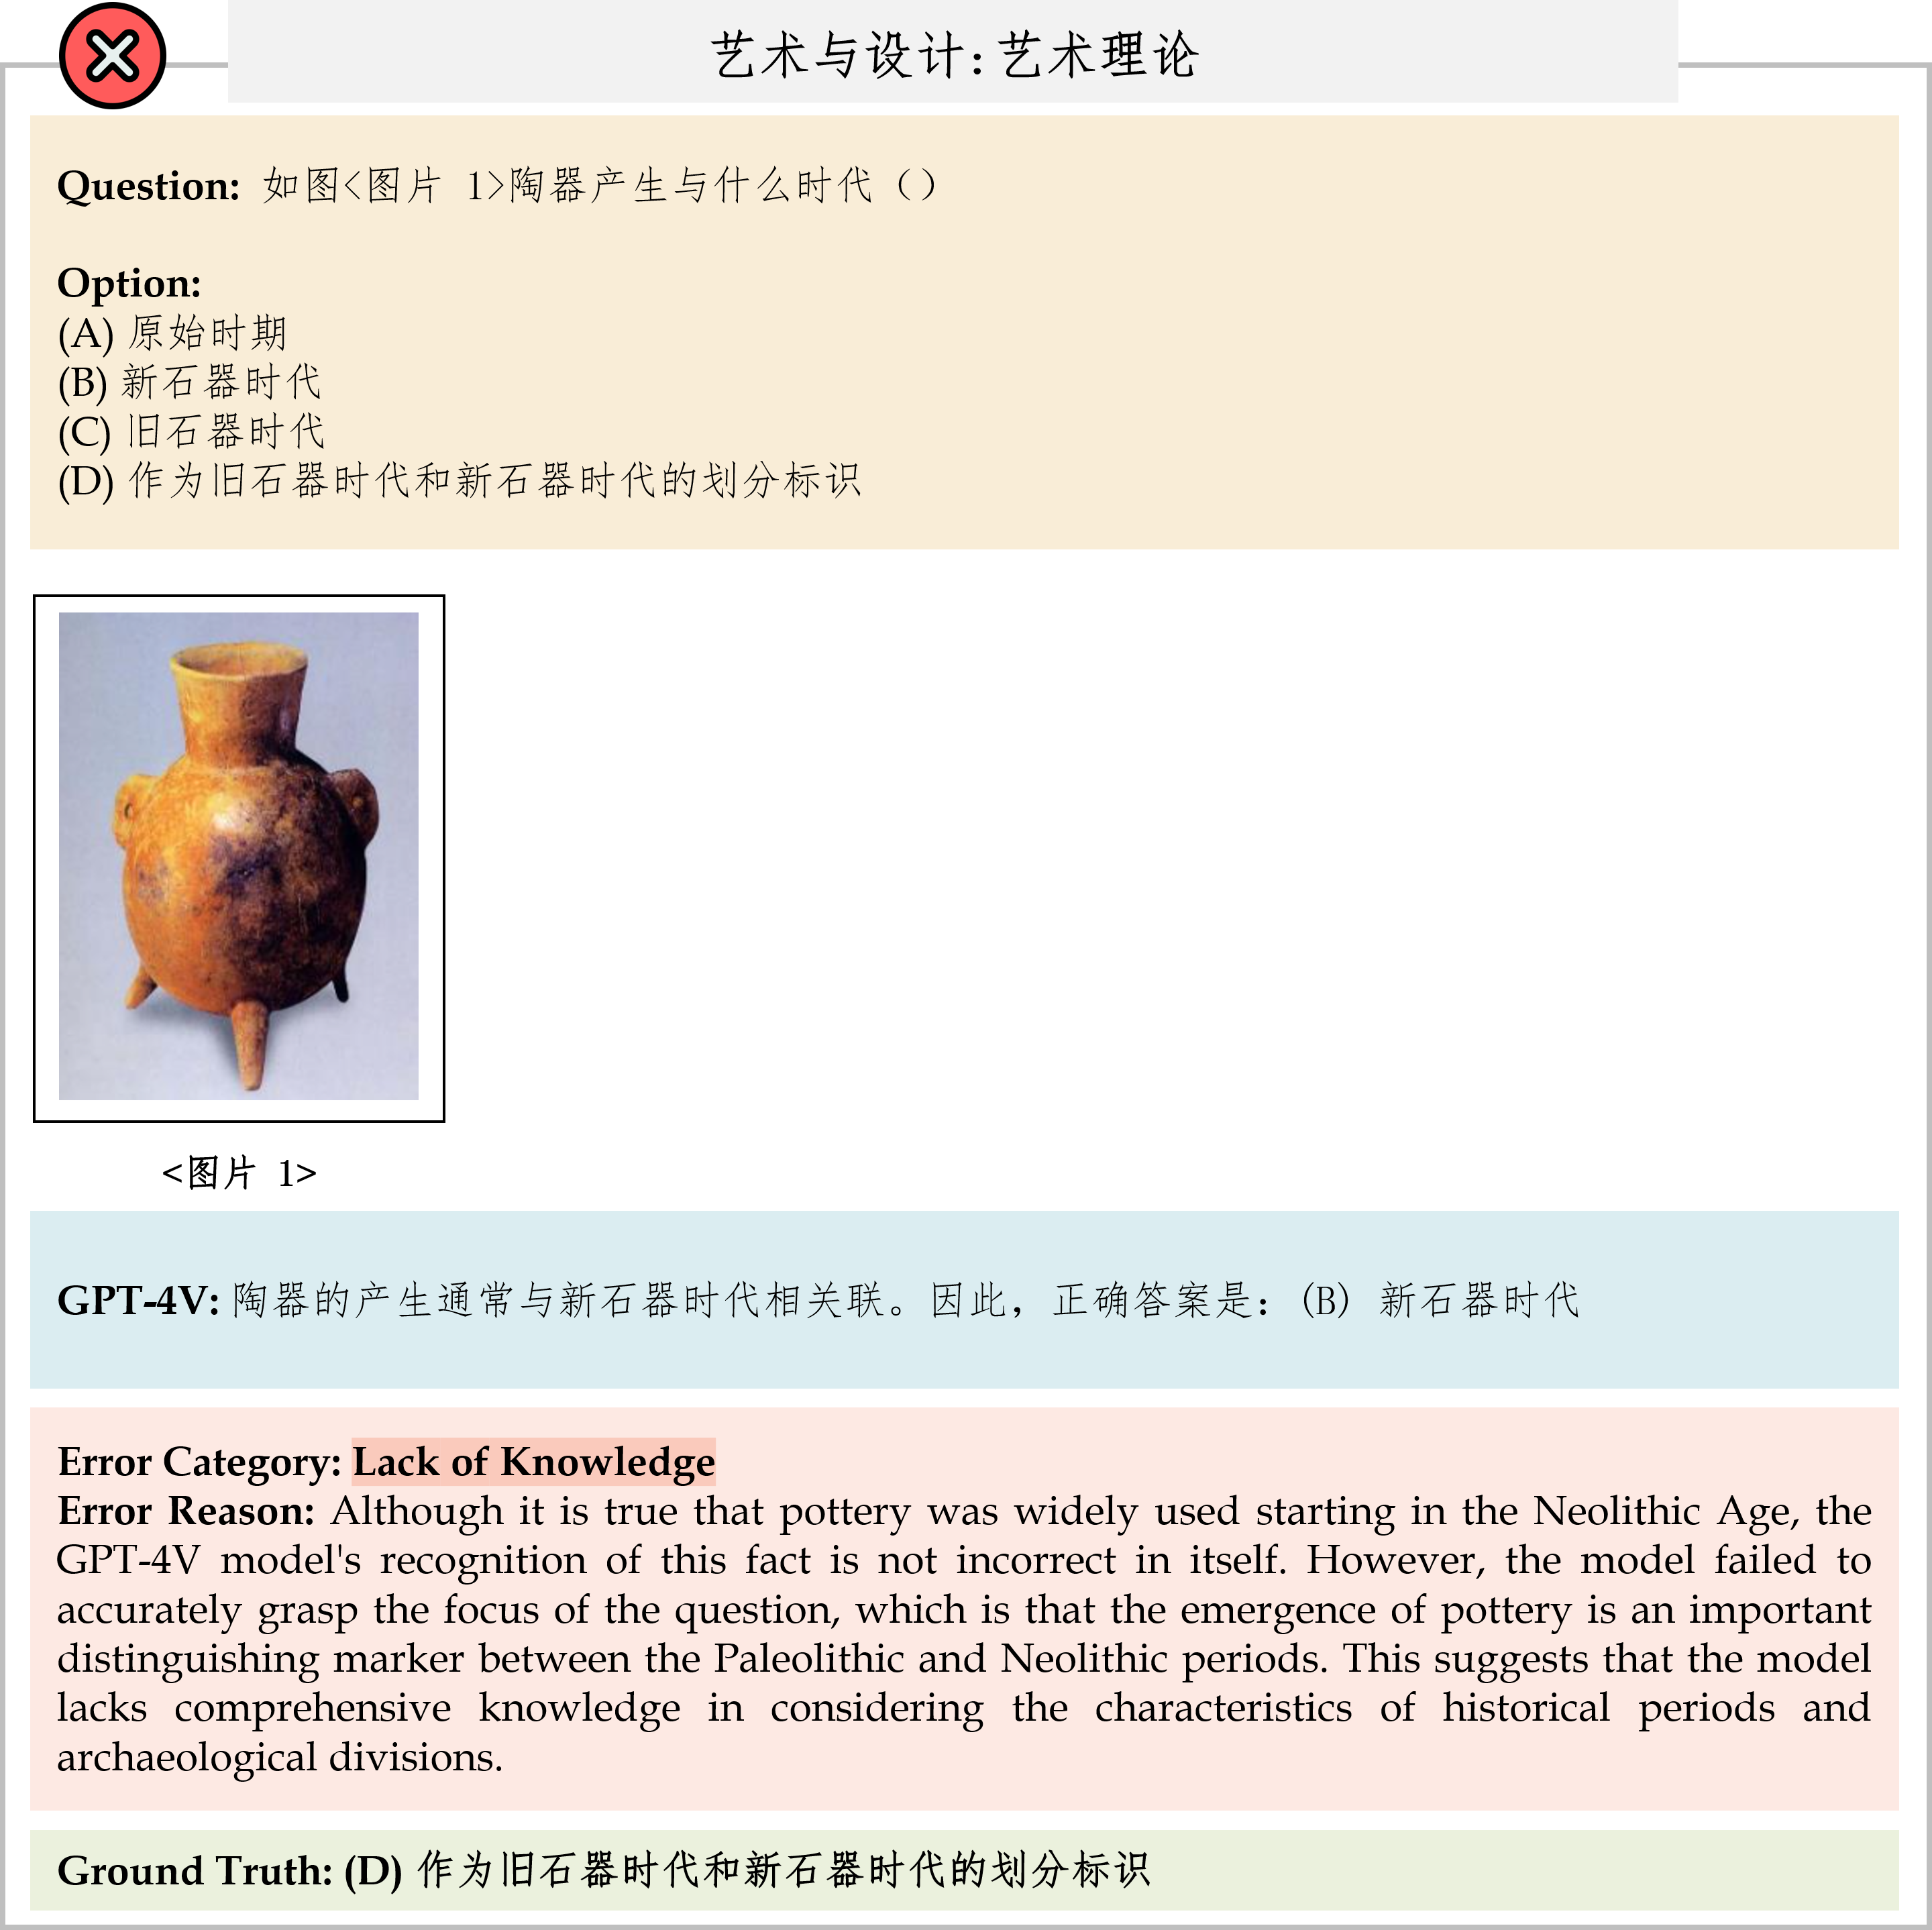 艺术与设计:艺术理论
Question: 如图<图片 1>陶器产生与什么时代（）
Option:
(A) 原始时期
(B) 新石器时代
(C) 旧石器时代
(D) 作为旧石器时代和新石器时代的划分标识
<图片 1>
GPT-4V: 陶器的产生通常与新石器时代相关联。因此，正确答案是：(B) 新石器时代
Error Category: Lack of Knowledge
Error Reason: Although it is true that pottery was widely used starting in the Neolithic Age, the
GPT-4V model's recognition of this fact is not incorrect in itself. However, the model failed to
accurately grasp the focus of the question, which is that the emergence of pottery is an important
distinguishing marker between the Paleolithic and Neolithic periods. This suggests that the model
lacks comprehensive knowledge in considering the characteristics of historical periods and
archaeological divisions.
Ground Truth: (D) 作为旧石器时代和新石器时代的划分标识